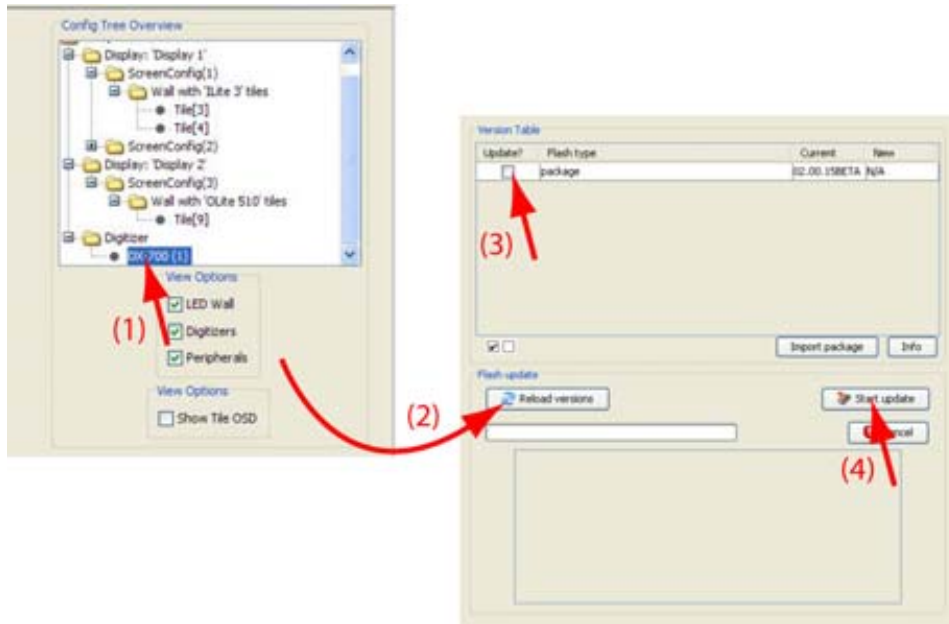 Config Tree Overview
Display: 'Display 1'
ScreenConfig(1)
Wall with 'ILite 3' tiles
Tile[3]
Tile[4]
ScreenConfig(2)
Display: 'Display 2'
ScreenConfig(3)
Wall with 'OLite 510' tiles
Tile[9]
Digitizer
DX-700 (1)
View Options
LED Wall
(1)
Digitizers
Peripherals
View Options
Show Tile OSD
(2)
Version Table
Update? Flash type Current New
package 02.00.15BETA N/A
(3)
Import package Info
Flash update
Reload versions Start update
Cancel
(4)